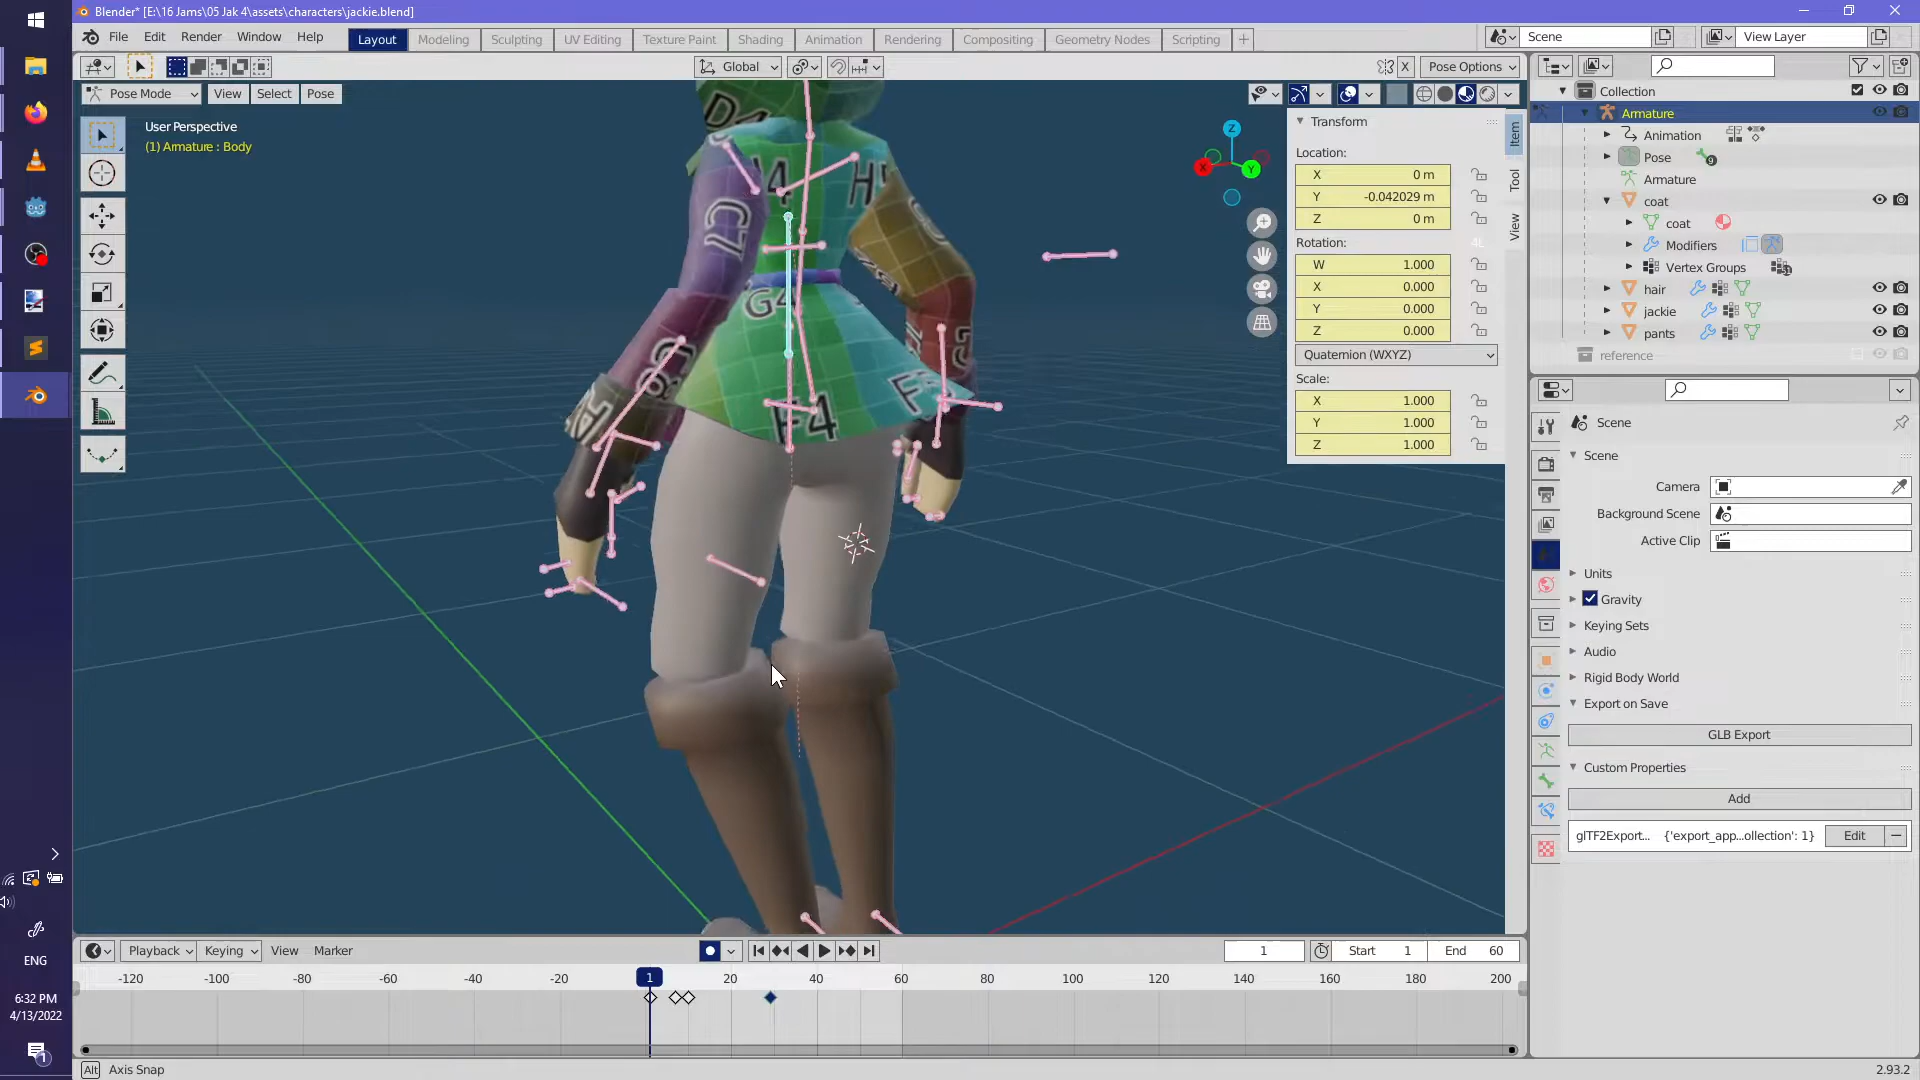 Blender* [E:\16 Jams\05 Jak 4\assets\characters\jackie.blend]
File Edit Render Window Help
Layout Modeling Sculpting UV Editing Texture Paint Shading Animation Rendering Compositing Geometry Nodes Scripting
Scene
View Layer
Global
X
Pose Options
Pose Mode View Select Pose
User Perspective
(1) Armature : Body
Z
X
Y
Transform
Location:
X 0 m
Y -0.042029 m
Z 0 m
Rotation:
4L
W 1.000
X 0.000
Y 0.000
Z 0.000
Quaternion (WXYZ)
Scale:
X 1.000
Y 1.000
Z 1.000
Item
Tool
View
Collection
Armature
Animation
Pose 9
Armature
coat
coat
Modifiers
Vertex Groups
hair
jackie
pants
reference
Scene
Scene
Camera
Background Scene
Active Clip
Units
Gravity
Keying Sets
Audio
Rigid Body World
Export on Save
GLB Export
Custom Properties
Add
glTF2Export... {'export_app...ollection': 1} Edit
D4
C7
G4
F4
Playback Keying View Marker
1
Start 1
End 60
-120 -100 -80 -60 -40 -20 1 20 40 60 80 100 120 140 160 180 200
Alt Axis Snap
2.93.2
ENG
6:32 PM
4/13/2022
1